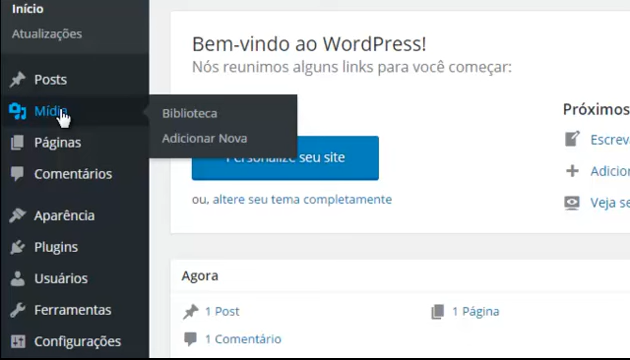 Início
Atualizações
Posts
Mídia
Páginas
Comentários
Aparência
Plugins
Usuários
Ferramentas
Configurações
Biblioteca
Adicionar Nova
Bem-vindo ao WordPress!
Nós reunimos alguns links para você começar:
Personalize seu site
ou, altere seu tema completamente
Próximos
Escrev
Adicio
Veja se
Agora
1 Post
1 Página
1 Comentário